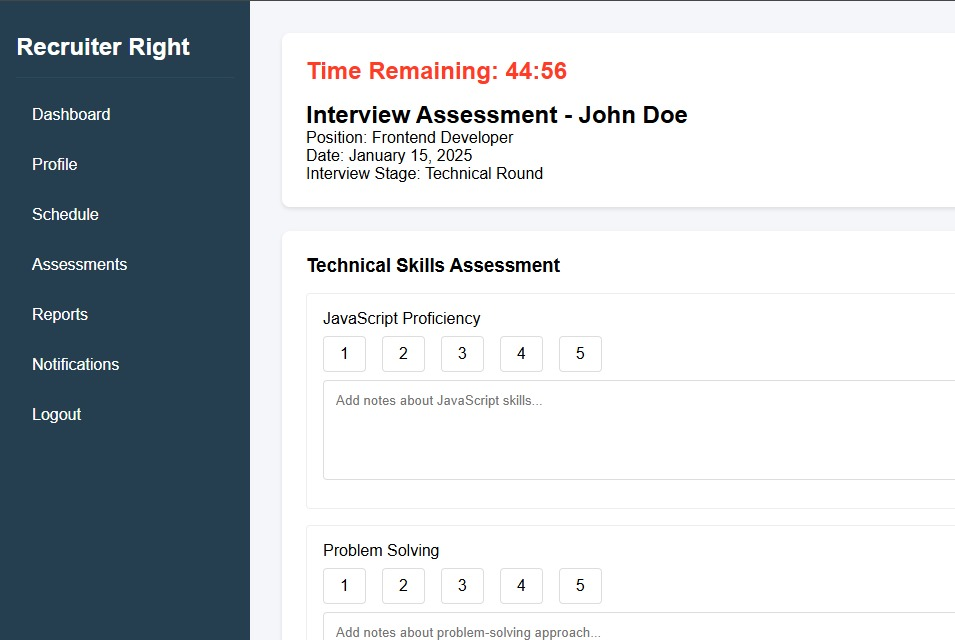 Recruiter Right
Dashboard
Profile
Schedule
Assessments
Reports
Notifications
Logout
Time Remaining: 44:56
Interview Assessment - John Doe
Position: Frontend Developer
Date: January 15, 2025
Interview Stage: Technical Round
Technical Skills Assessment
JavaScript Proficiency
1 2 3 4 5
Add notes about JavaScript skills...
Problem Solving
1 2 3 4 5
Add notes about problem-solving approach...